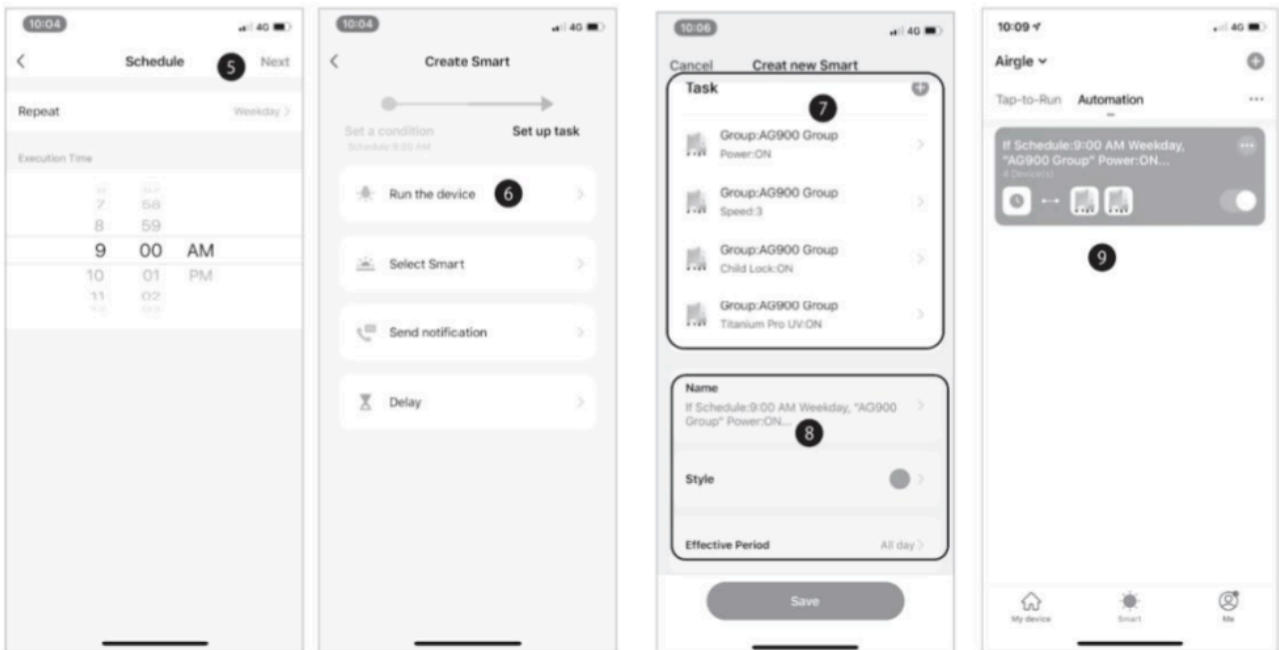 10:04
4G
Schedule
5
Next
Repeat
Weekday
Execution Time
7 58
8 59
9 00 AM
10 01 PM
11 02
10:04
4G
Create Smart
Set a condition
Schedule:9:00 AM
Set up task
Run the device
6
Select Smart
Send notification
Delay
10:06
4G
Cancel
Creat new Smart
Task
7
Group:AG900 Group
Power:ON
Group:AG900 Group
Speed:3
Group:AG900 Group
Child Lock:ON
Group:AG900 Group
Titanium Pro UV:ON
Name
If Schedule:9:00 AM Weekday, "AG900
Group" Power:ON...
8
Style
Effective Period
All day
Save
10:09
4G
Airgle
Tap-to-Run
Automation
If Schedule:9:00 AM Weekday,
"AG900 Group" Power:ON...
4 Device(s)
9
My device
Smart
Me